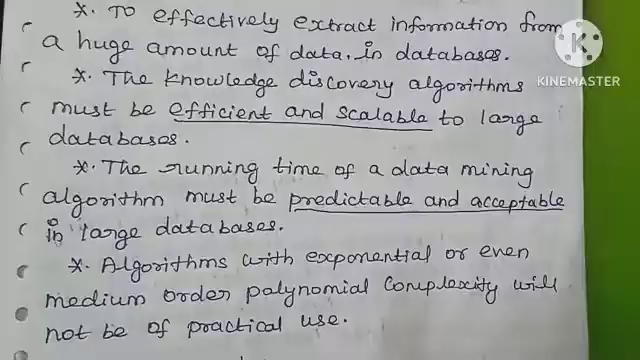 *. To effectively extract information from
a huge amount of data. in databases.
*. The knowledge discovery algorithms
must be efficient and scalable to large
databases.
*. The running time of a data mining
algorithm must be predictable and acceptable
in large databases.
*. Algorithms with exponential or even
medium order polynomial complexity will
not be of practical use.
KINEMASTER